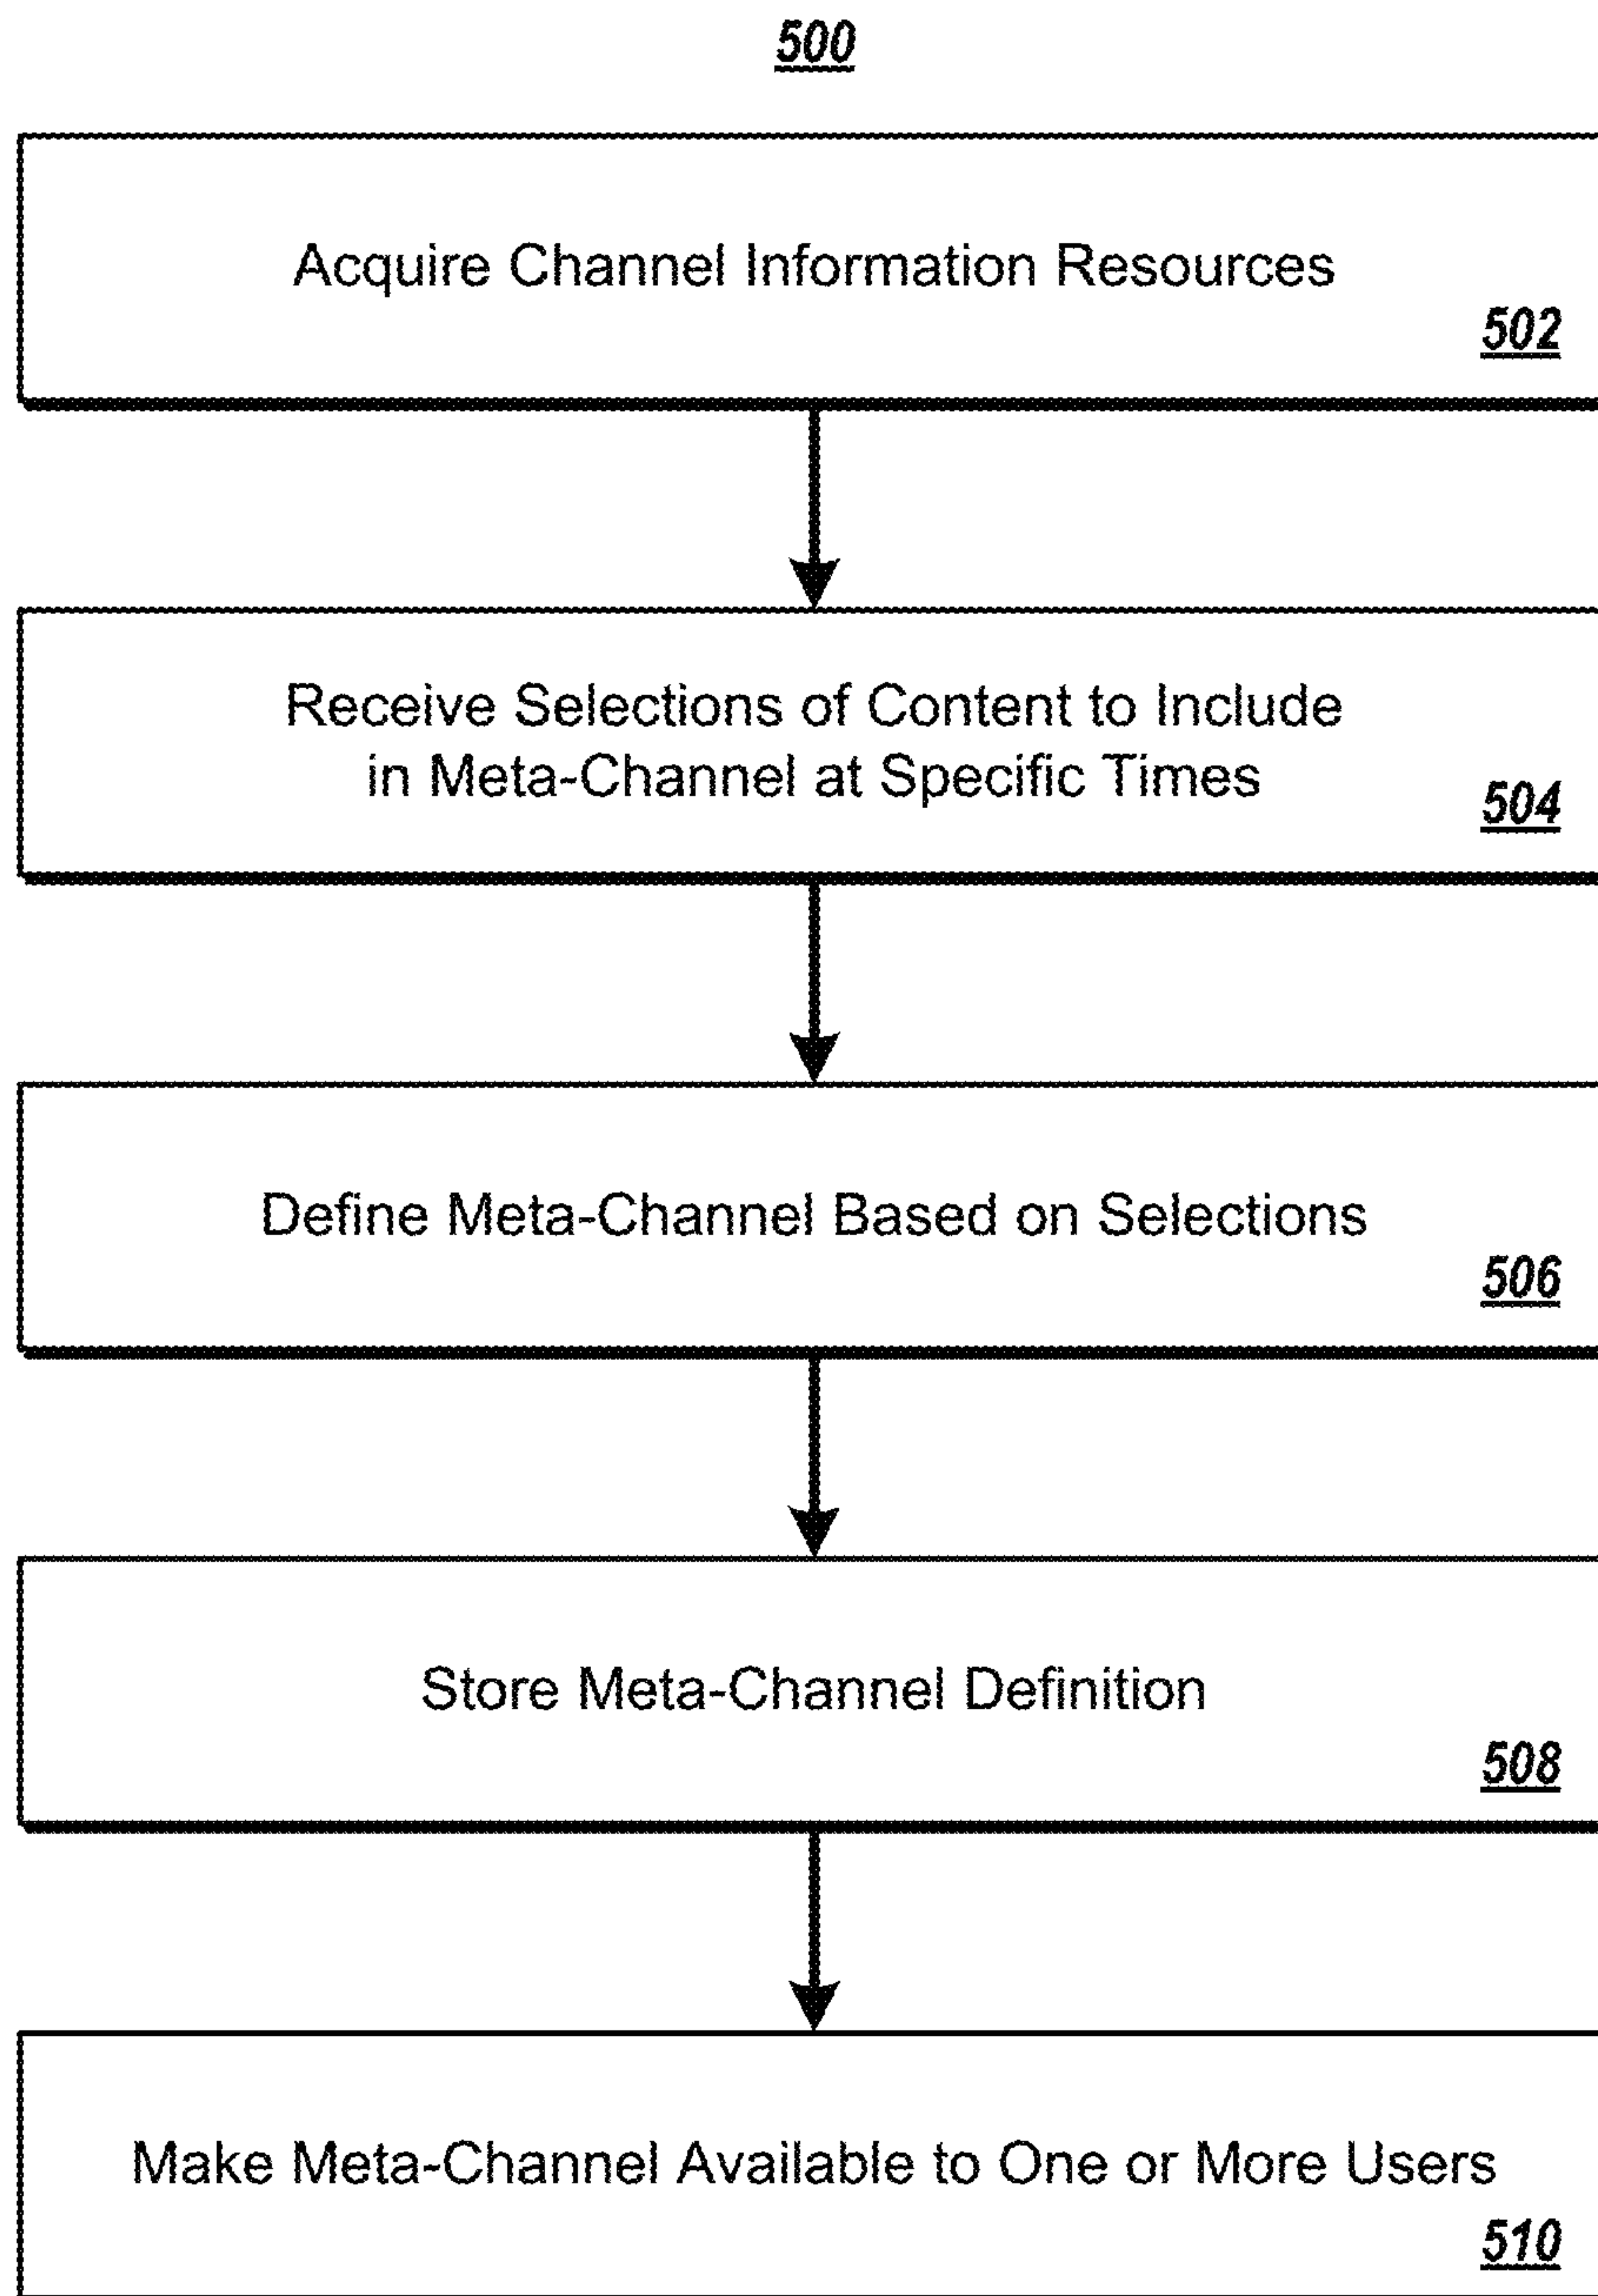 500
Acquire Channel Information Resources
502
Receive Selections of Content to Include
in Meta-Channel at Specific Times
504
Define Meta-Channel Based on Selections
506
Store Meta-Channel Definition
508
Make Meta-Channel Available to One or More Users
510